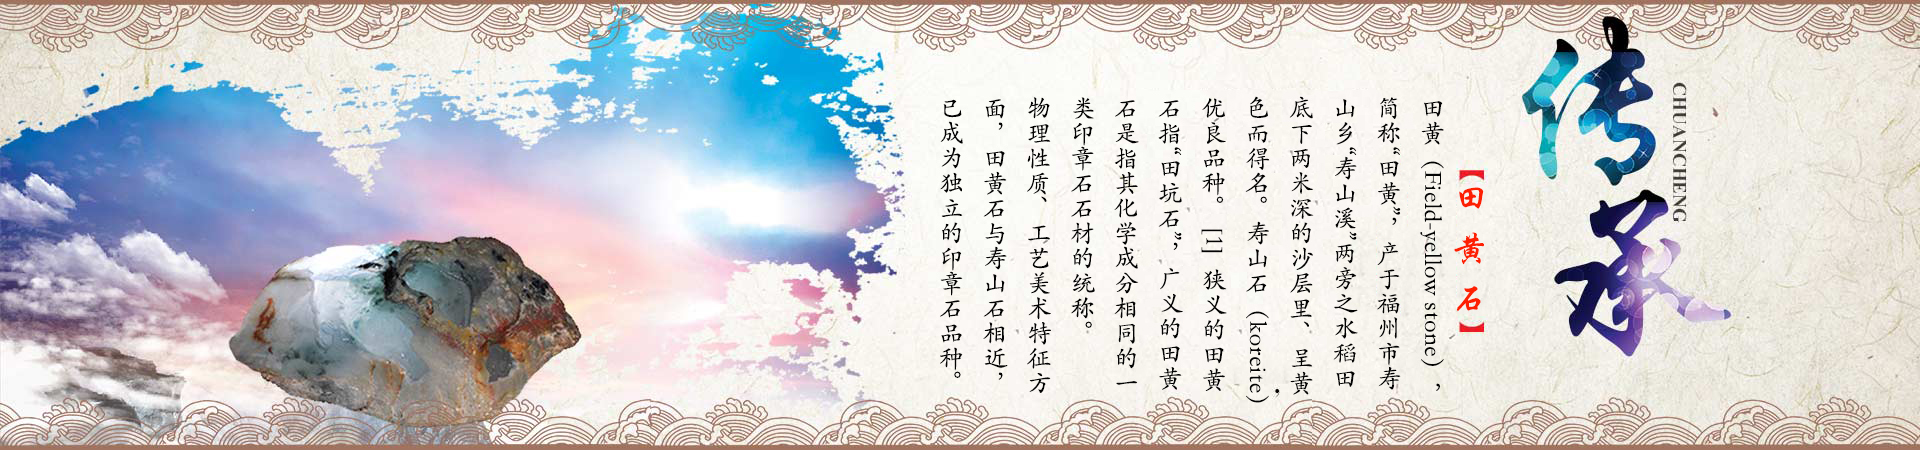 传承
CHUANCHENG
【田黄石】
田黄（Field-yellow stone），
简称“田黄”，产于福州市寿
山乡“寿山溪”两旁之水稻田
底下两米深的沙层里、呈黄
色而得名。寿山石（koreite），
优良品种。[1] 狭义的田黄
石指“田坑石”，广义的田黄
石是指其化学成分相同的一
类印章石石材的统称。
物理性质、工艺美术特征方
面，田黄石与寿山石相近，
已成为独立的印章石品种。